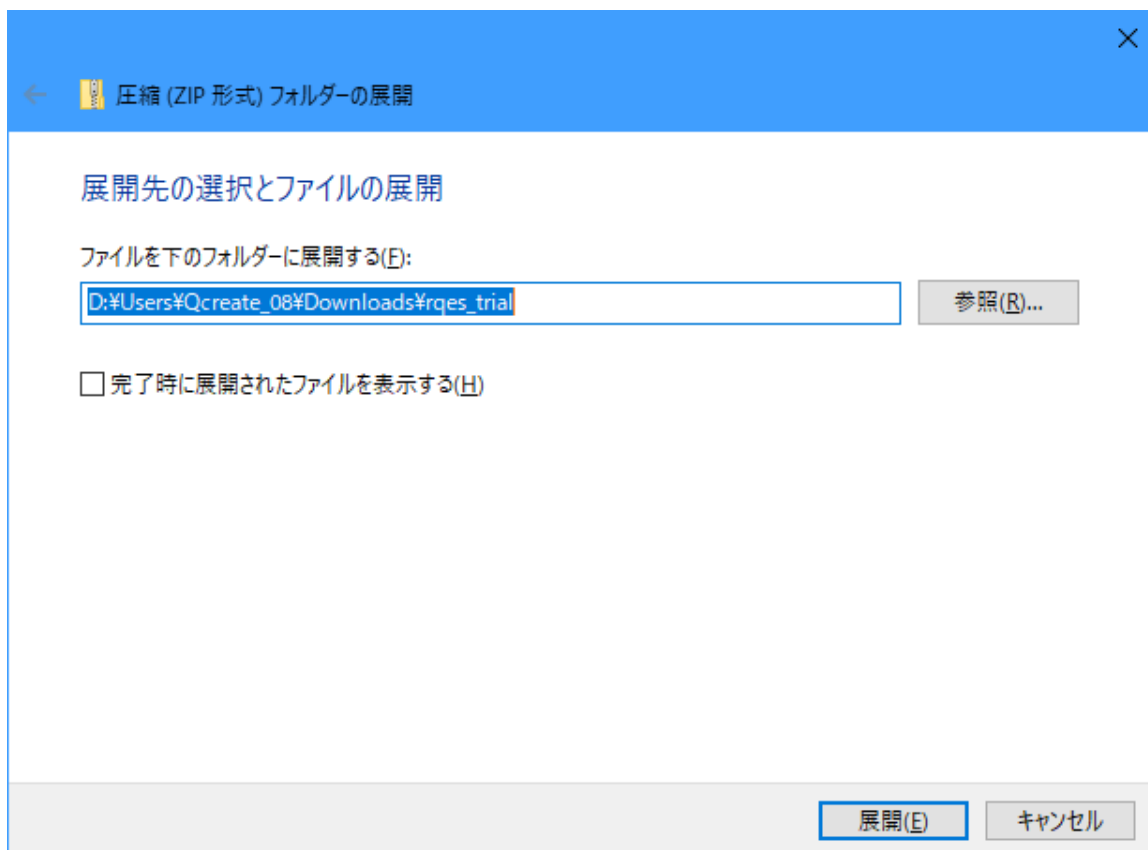 圧縮 (ZIP 形式) フォルダーの展開
展開先の選択とファイルの展開
ファイルを下のフォルダーに展開する(F):
D:¥Users¥Qcreate_08¥Downloads¥rqes_trial
参照(R)...
完了時に展開されたファイルを表示する(H)
展開(E)
キャンセル